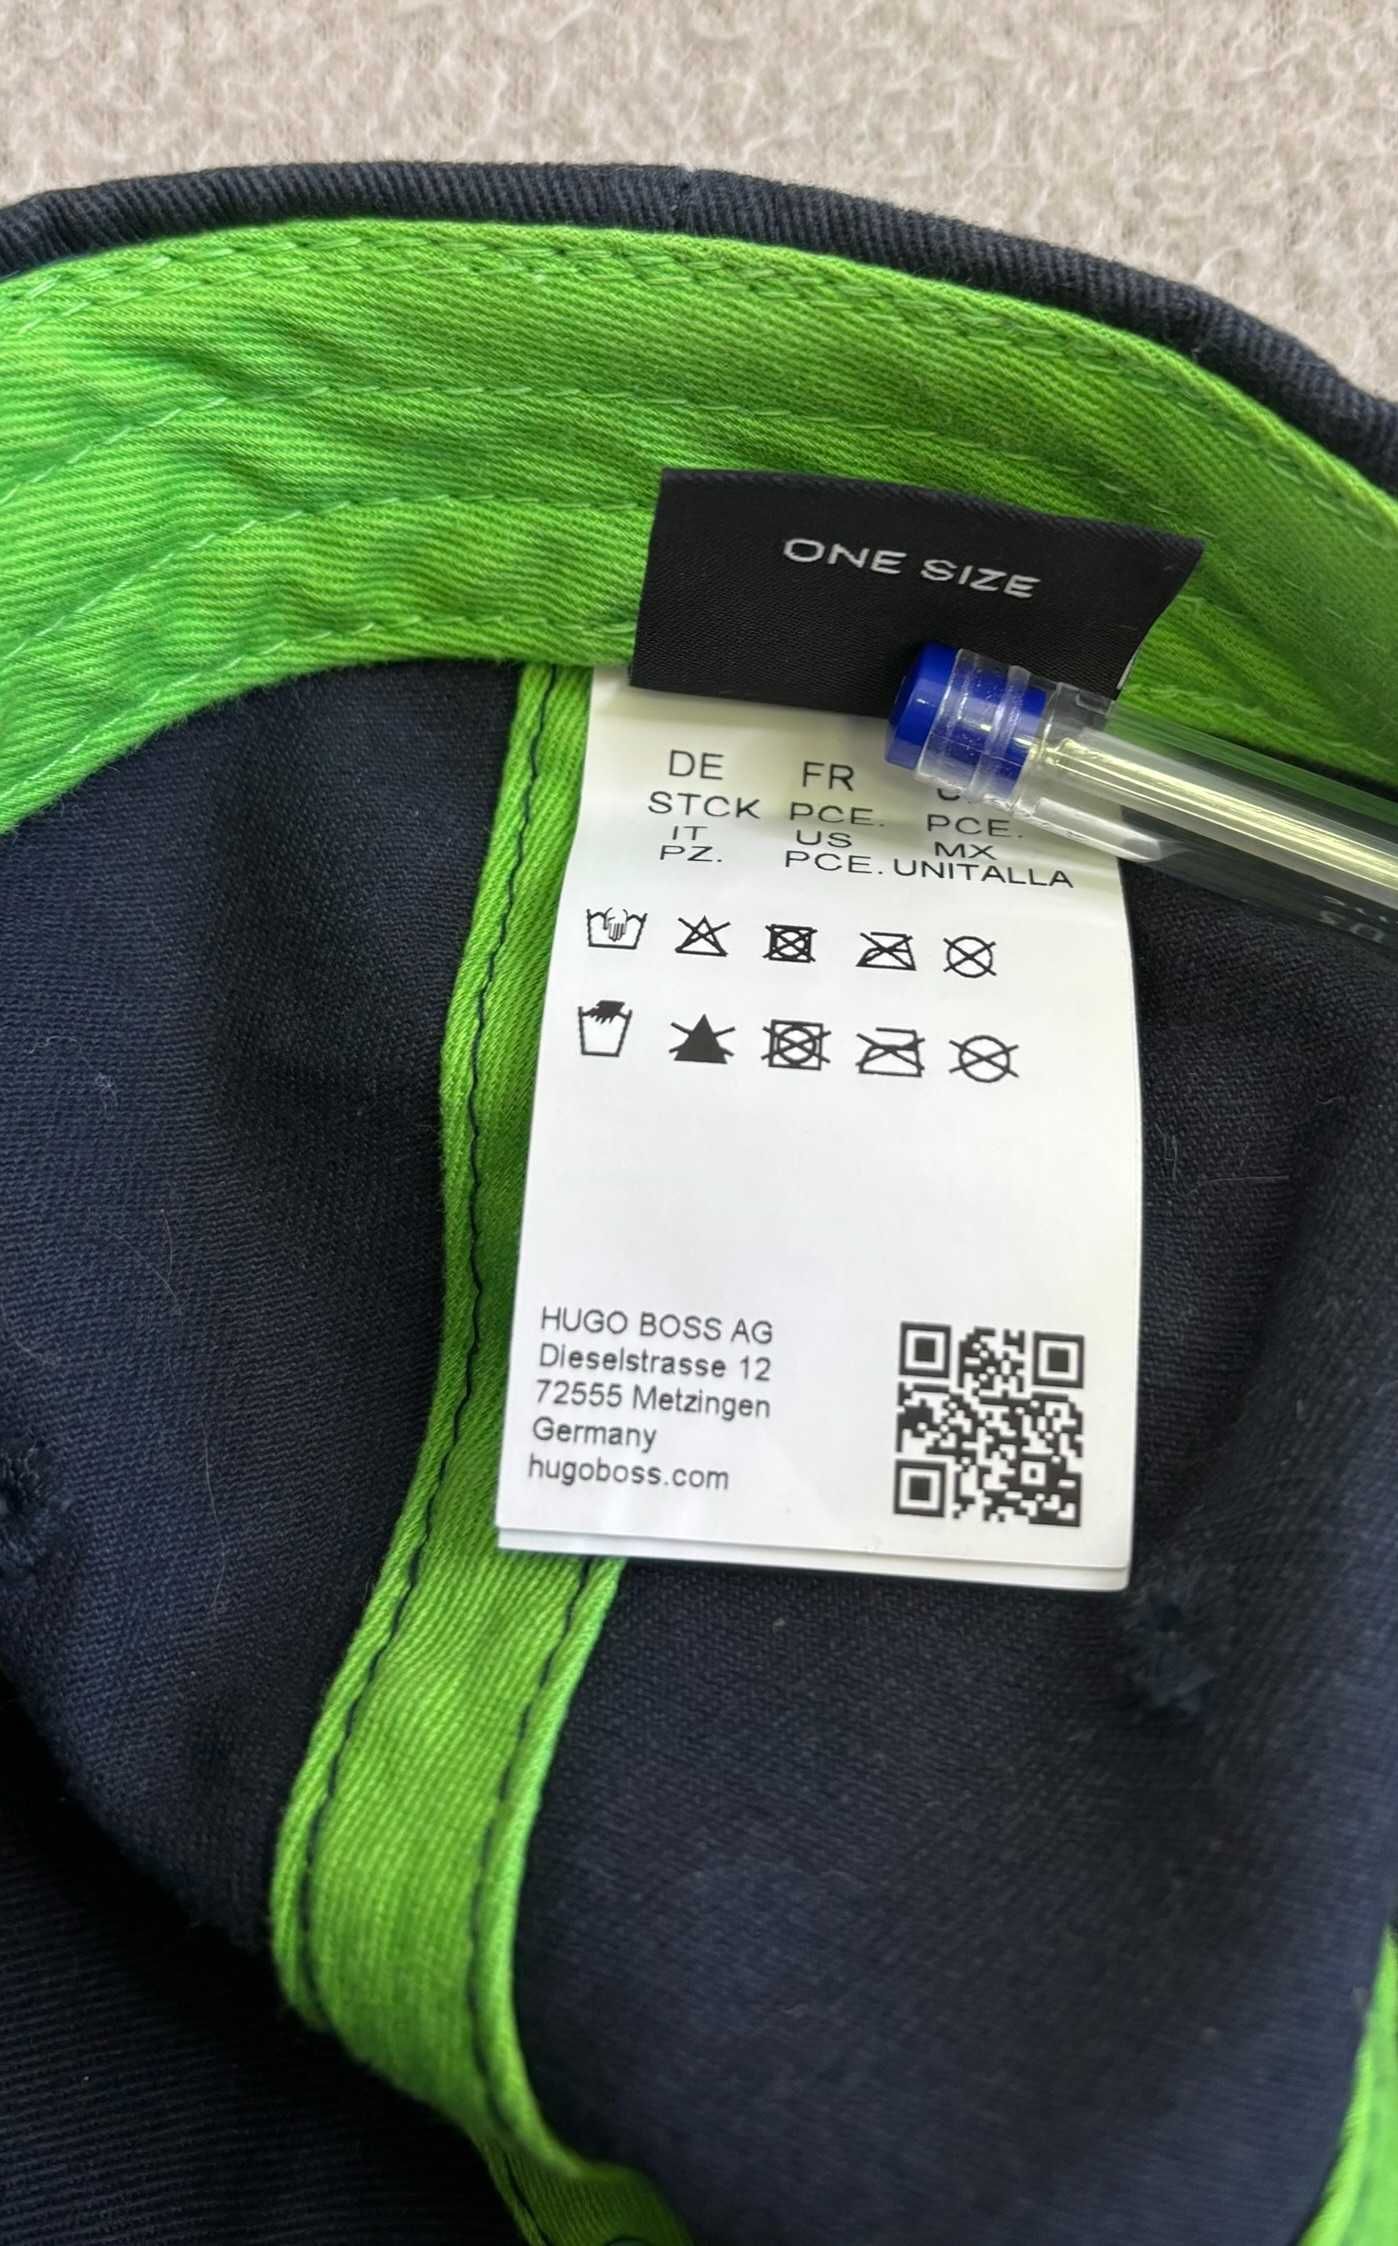 ONE SIZE
DE FR
STCK PCE. PCE.
IT US MX
PZ. PCE. UNITALLA
HUGO BOSS AG
Dieselstrasse 12
72555 Metzingen
Germany
hugoboss.com